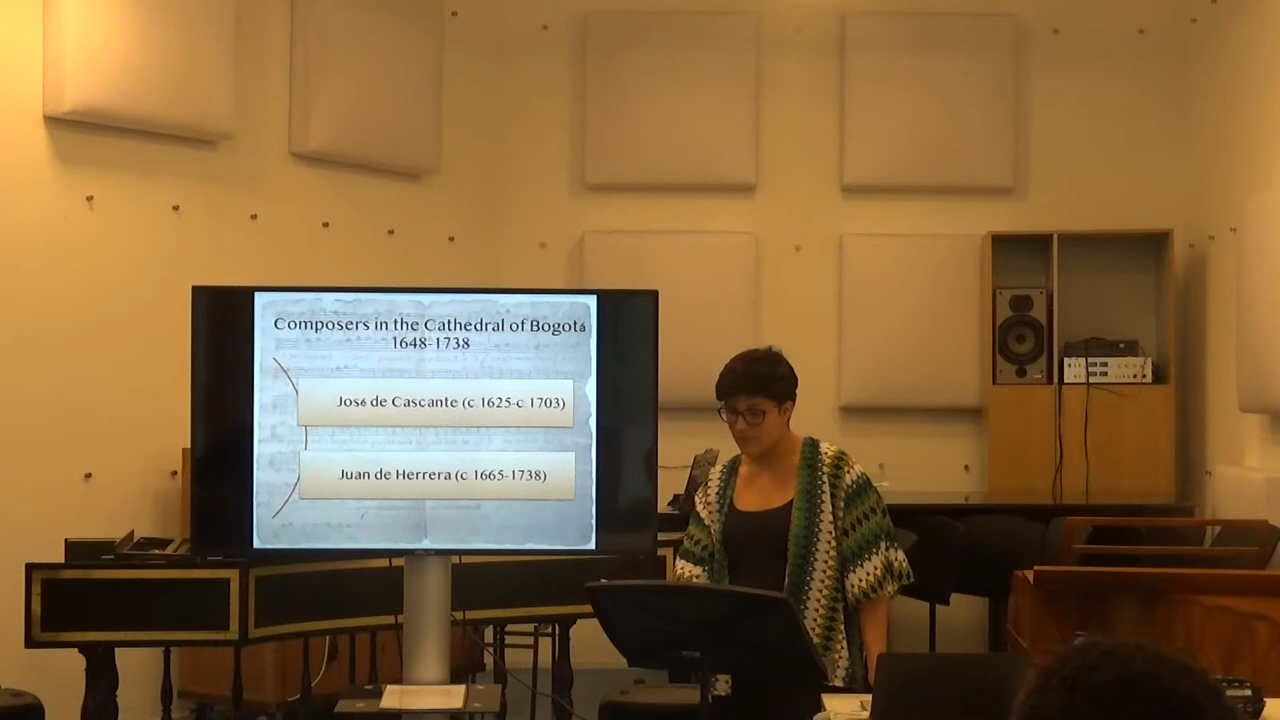 Composers in the Cathedral of Bogotá
1648-1738
José de Cascante (c 1625-c 1703)
Juan de Herrera (c 1665-1738)